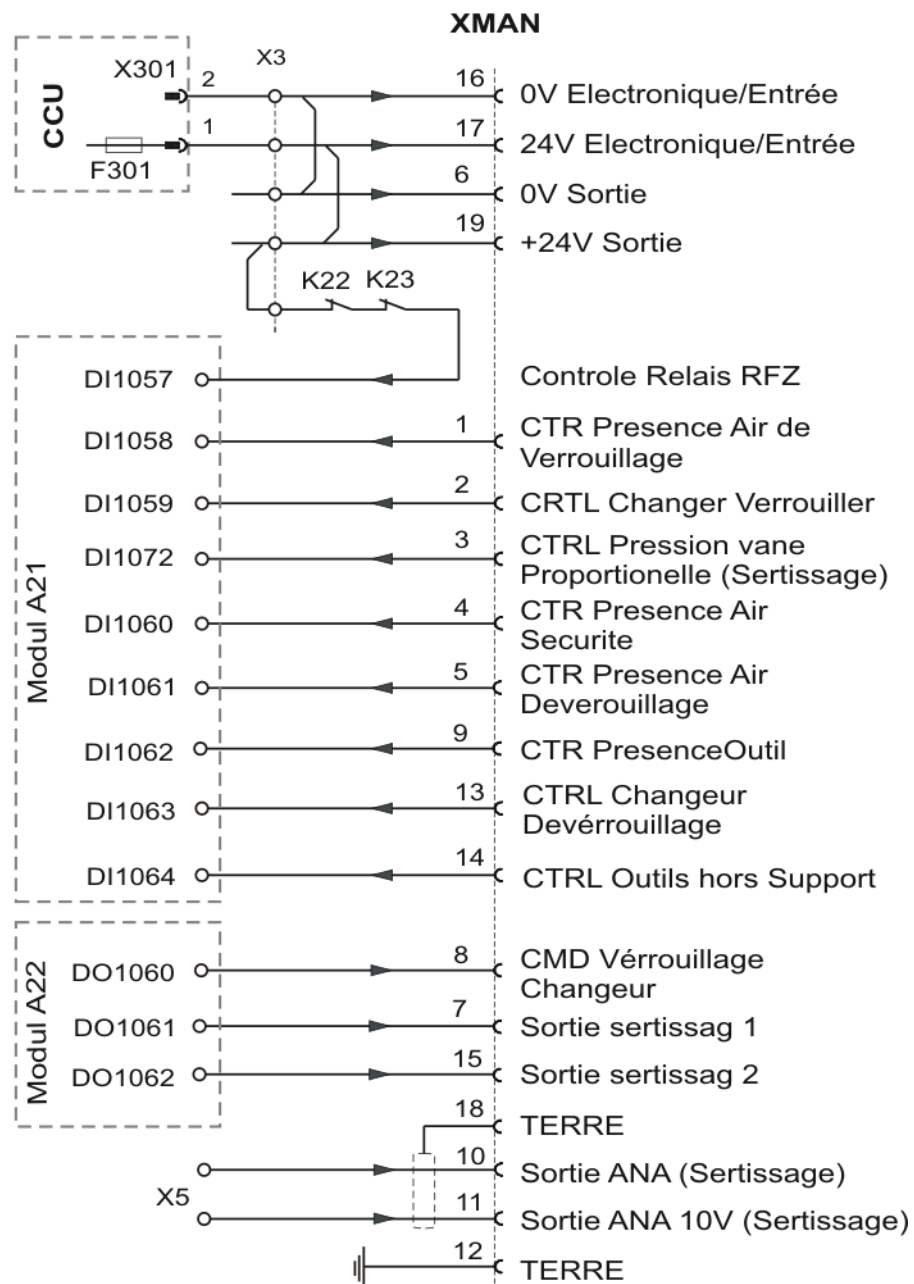 XMAN
CCU
X301
2
X3
16
0V Electronique/Entrée
1
17
24V Electronique/Entrée
F301
6
0V Sortie
19
+24V Sortie
K22
K23
Modul A21
DI1057
Controle Relais RFZ
DI1058
1
CTR Presence Air de
Verrouillage
DI1059
2
CRTL Changer Verrouiller
DI1072
3
CTRL Pression vane
Proportionelle (Sertissage)
DI1060
4
CTR Presence Air
Securite
DI1061
5
CTR Presence Air
Deverouillage
DI1062
9
CTR PresenceOutil
DI1063
13
CTRL Changeur
Devérrouillage
DI1064
14
CTRL Outils hors Support
Modul A22
DO1060
8
CMD Vérrouillage
Changeur
DO1061
7
Sortie sertissag 1
DO1062
15
Sortie sertissag 2
18
TERRE
X5
10
Sortie ANA (Sertissage)
11
Sortie ANA 10V (Sertissage)
12
TERRE